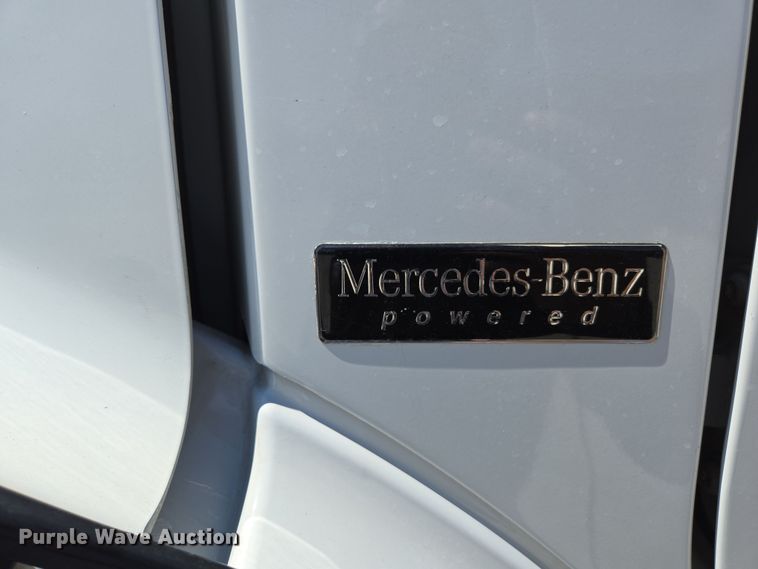 Mercedes-Benz
powered
Purple Wave Auction